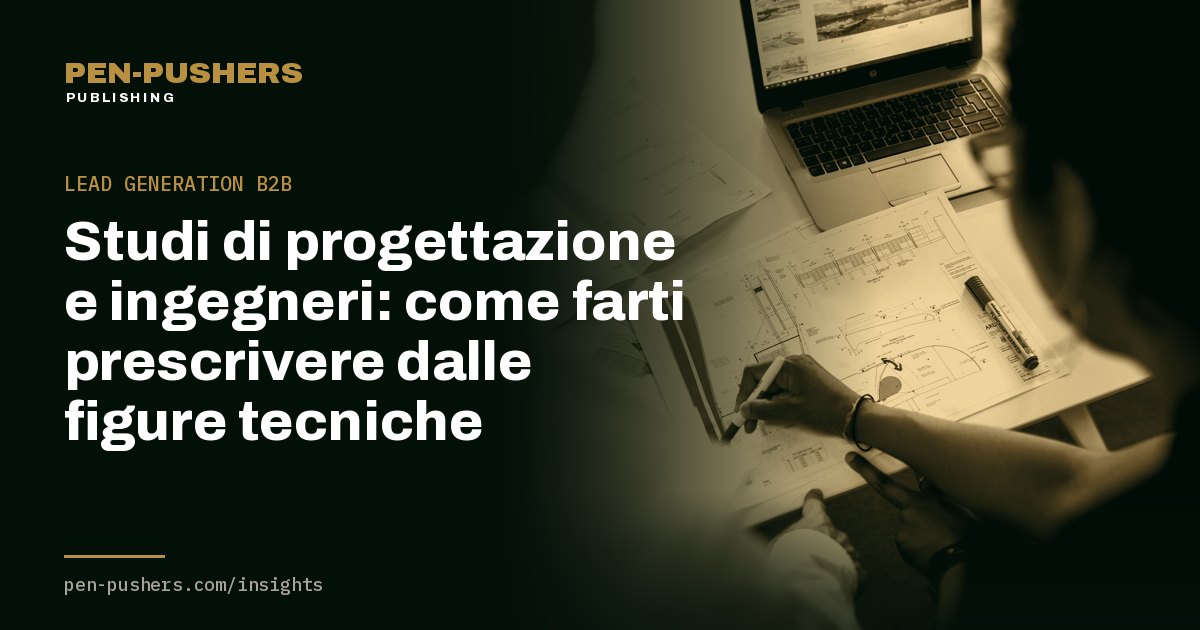 PEN-PUSHERS
PUBLISHING
LEAD GENERATION B2B
Studi di progettazione
e ingegneri: come farti
prescrivere dalle
figure tecniche
pen-pushers.com/insights